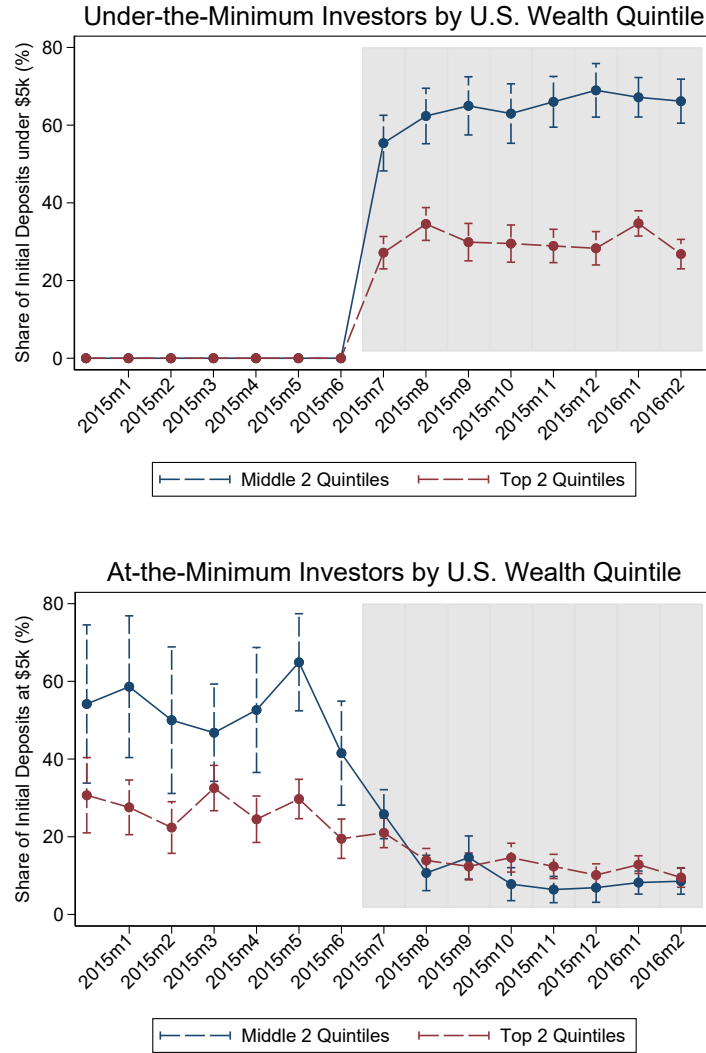 Under-the-Minimum Investors by U.S. Wealth Quintile
Share of Initial Deposits under $5k (%)
80
60
40
20
0
2015m1
2015m2
2015m3
2015m4
2015m5
2015m6
2015m7
2015m8
2015m9
2015m10
2015m11
2015m12
2016m1
2016m2
Middle 2 Quintiles
Top 2 Quintiles
At-the-Minimum Investors by U.S. Wealth Quintile
Share of Initial Deposits at $5k (%)
80
60
40
20
0
2015m1
2015m2
2015m3
2015m4
2015m5
2015m6
2015m7
2015m8
2015m9
2015m10
2015m11
2015m12
2016m1
2016m2
Middle 2 Quintiles
Top 2 Quintiles